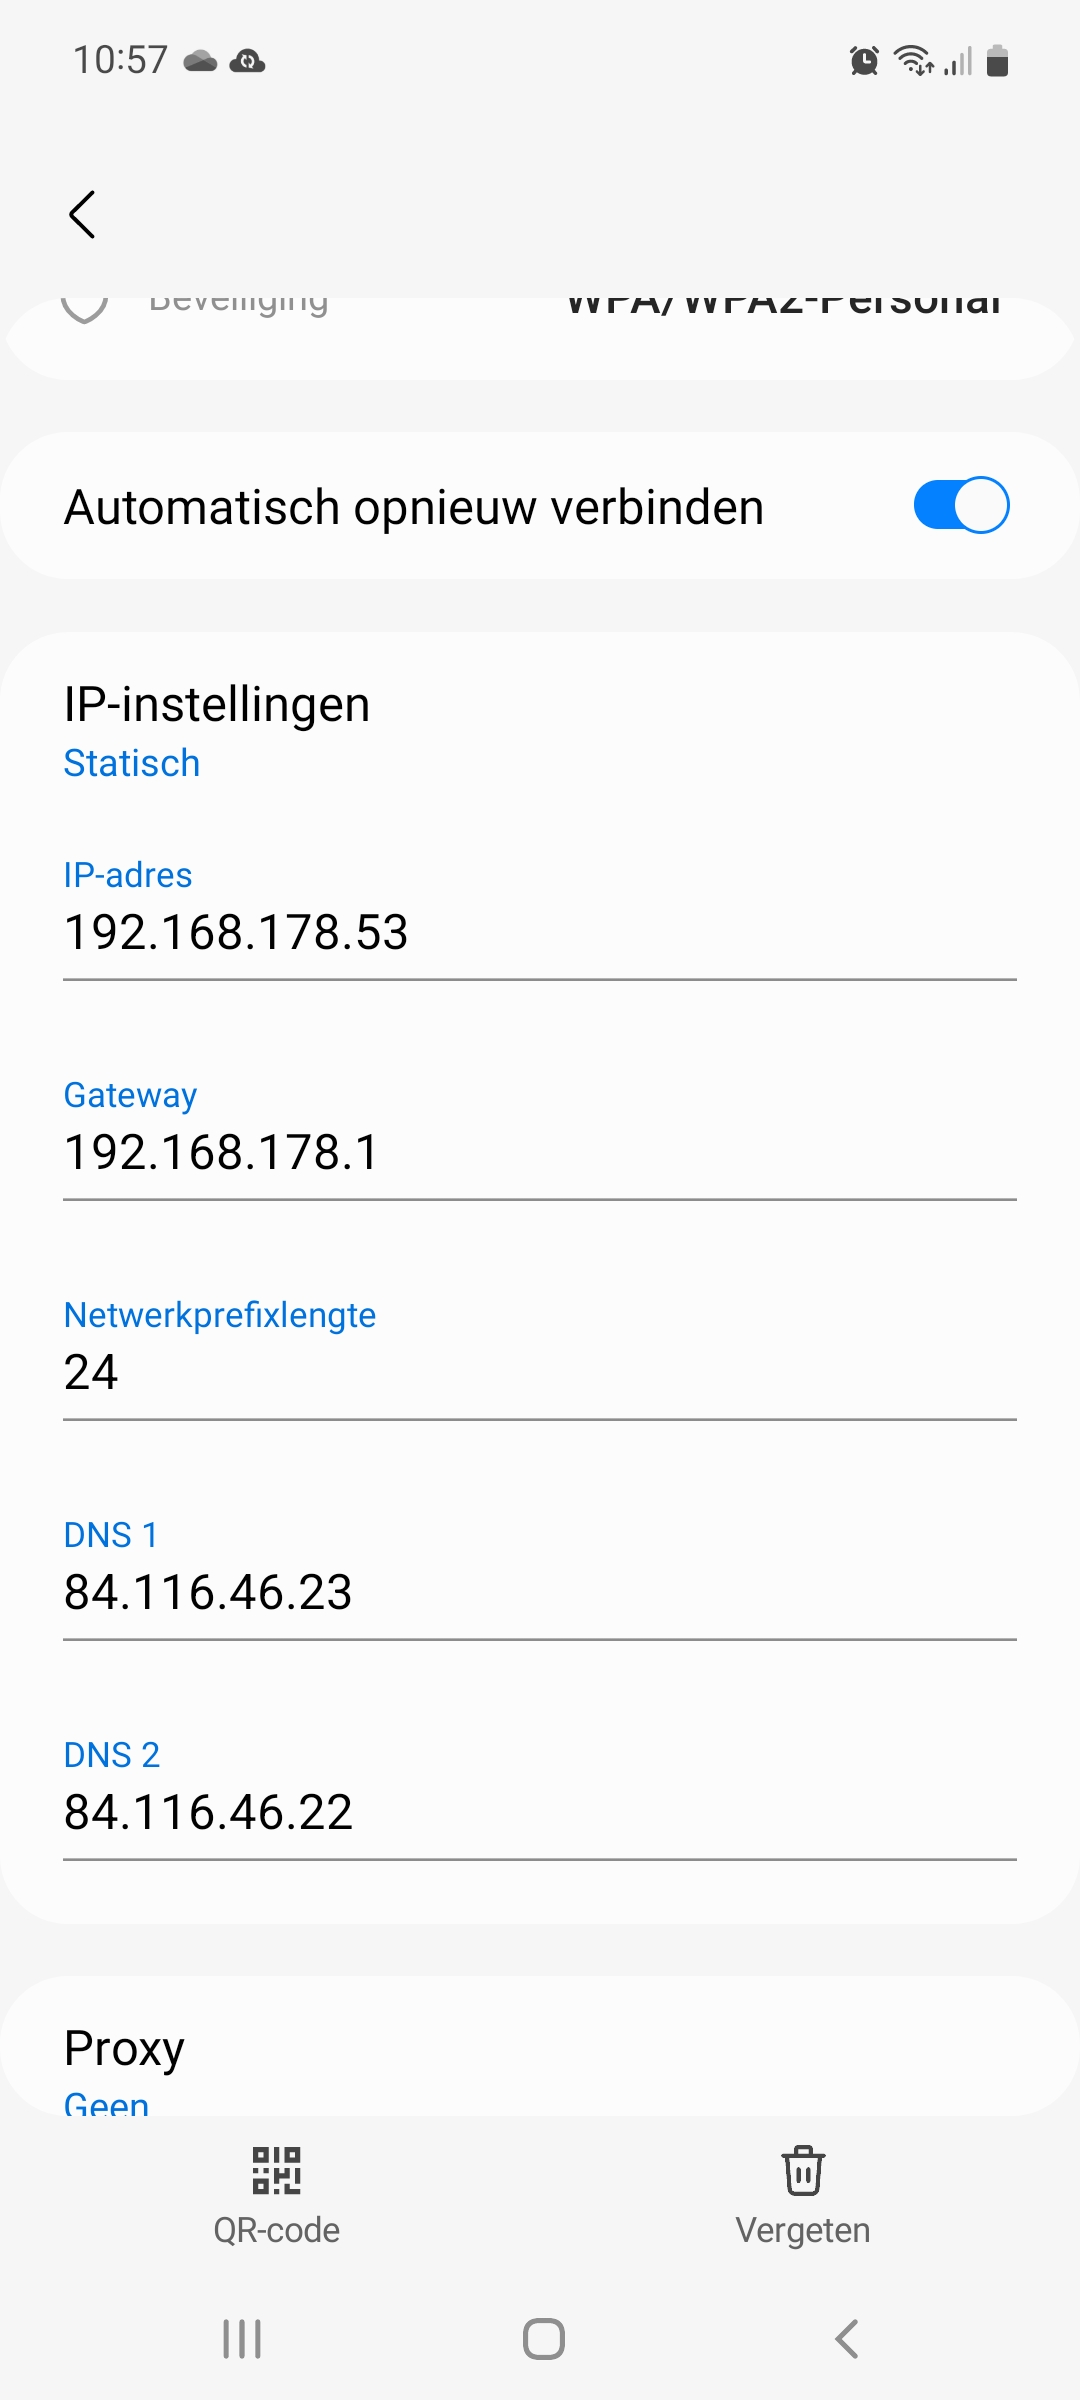 10:57
Beveiliging WPA/WPA2-Personal
Automatisch opnieuw verbinden
IP-instellingen
Statisch
IP-adres
192.168.178.53
Gateway
192.168.178.1
Netwerkprefixlengte
24
DNS 1
84.116.46.23
DNS 2
84.116.46.22
Proxy
Geen
QR-code Vergeten